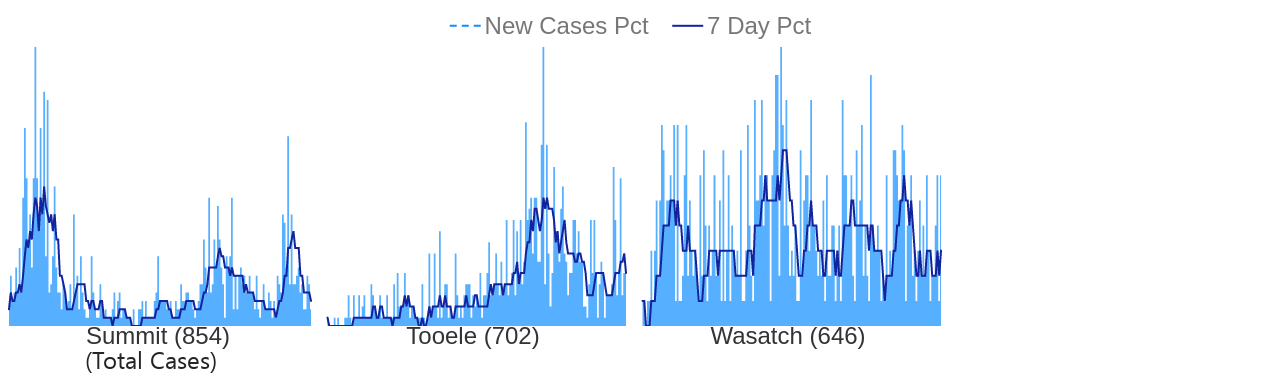 New Cases Pct 7 Day Pct
Summit (854) Tooele (702) Wasatch (646)
(Total Cases)